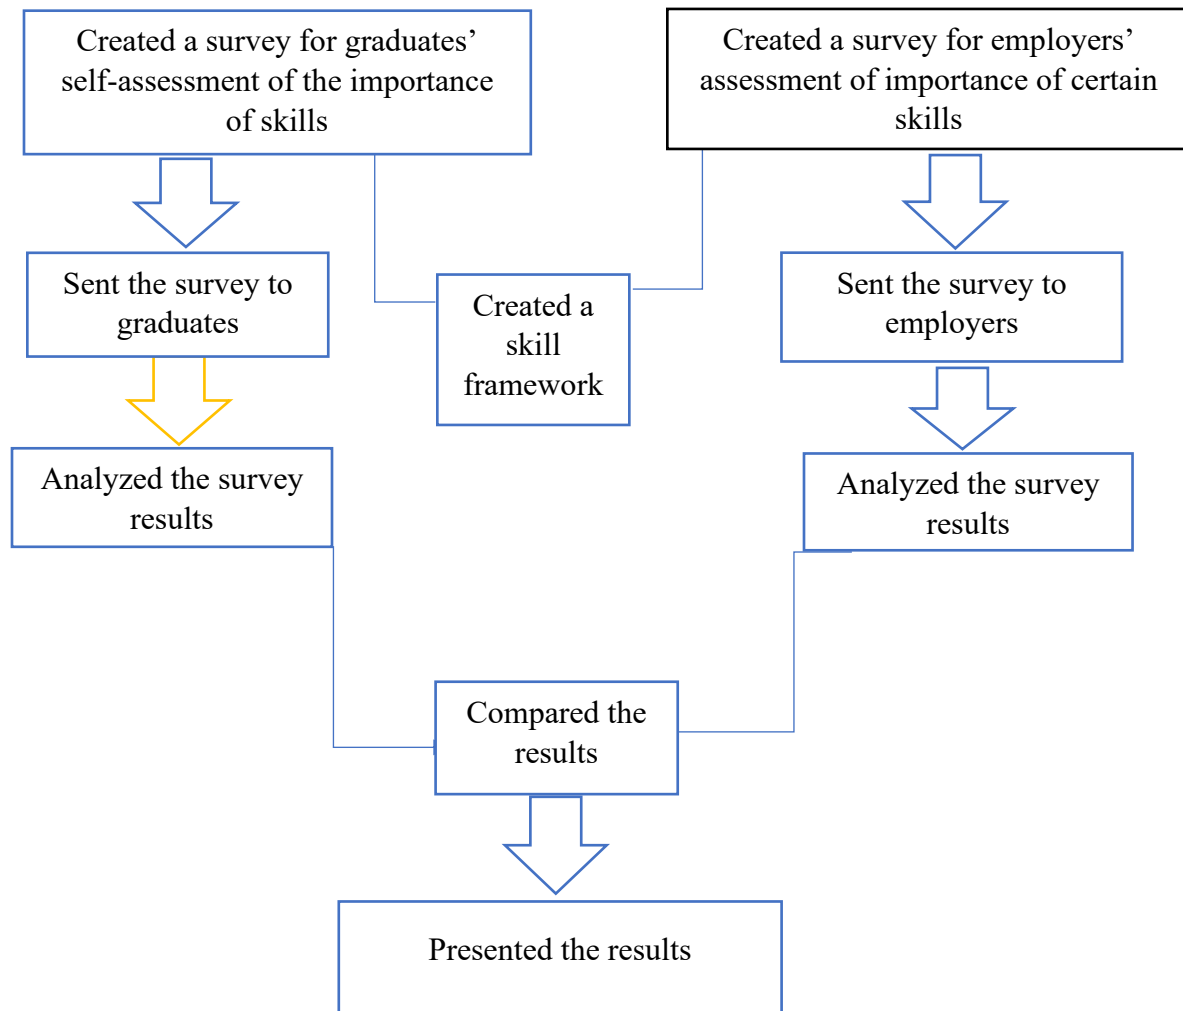 Created a survey for graduates’
self-assessment of the importance
of skills
Created a survey for employers’
assessment of importance of certain
skills
Sent the survey to
graduates
Created a
skill
framework
Sent the survey to
employers
Analyzed the survey
results
Analyzed the survey
results
Compared the
results
Presented the results